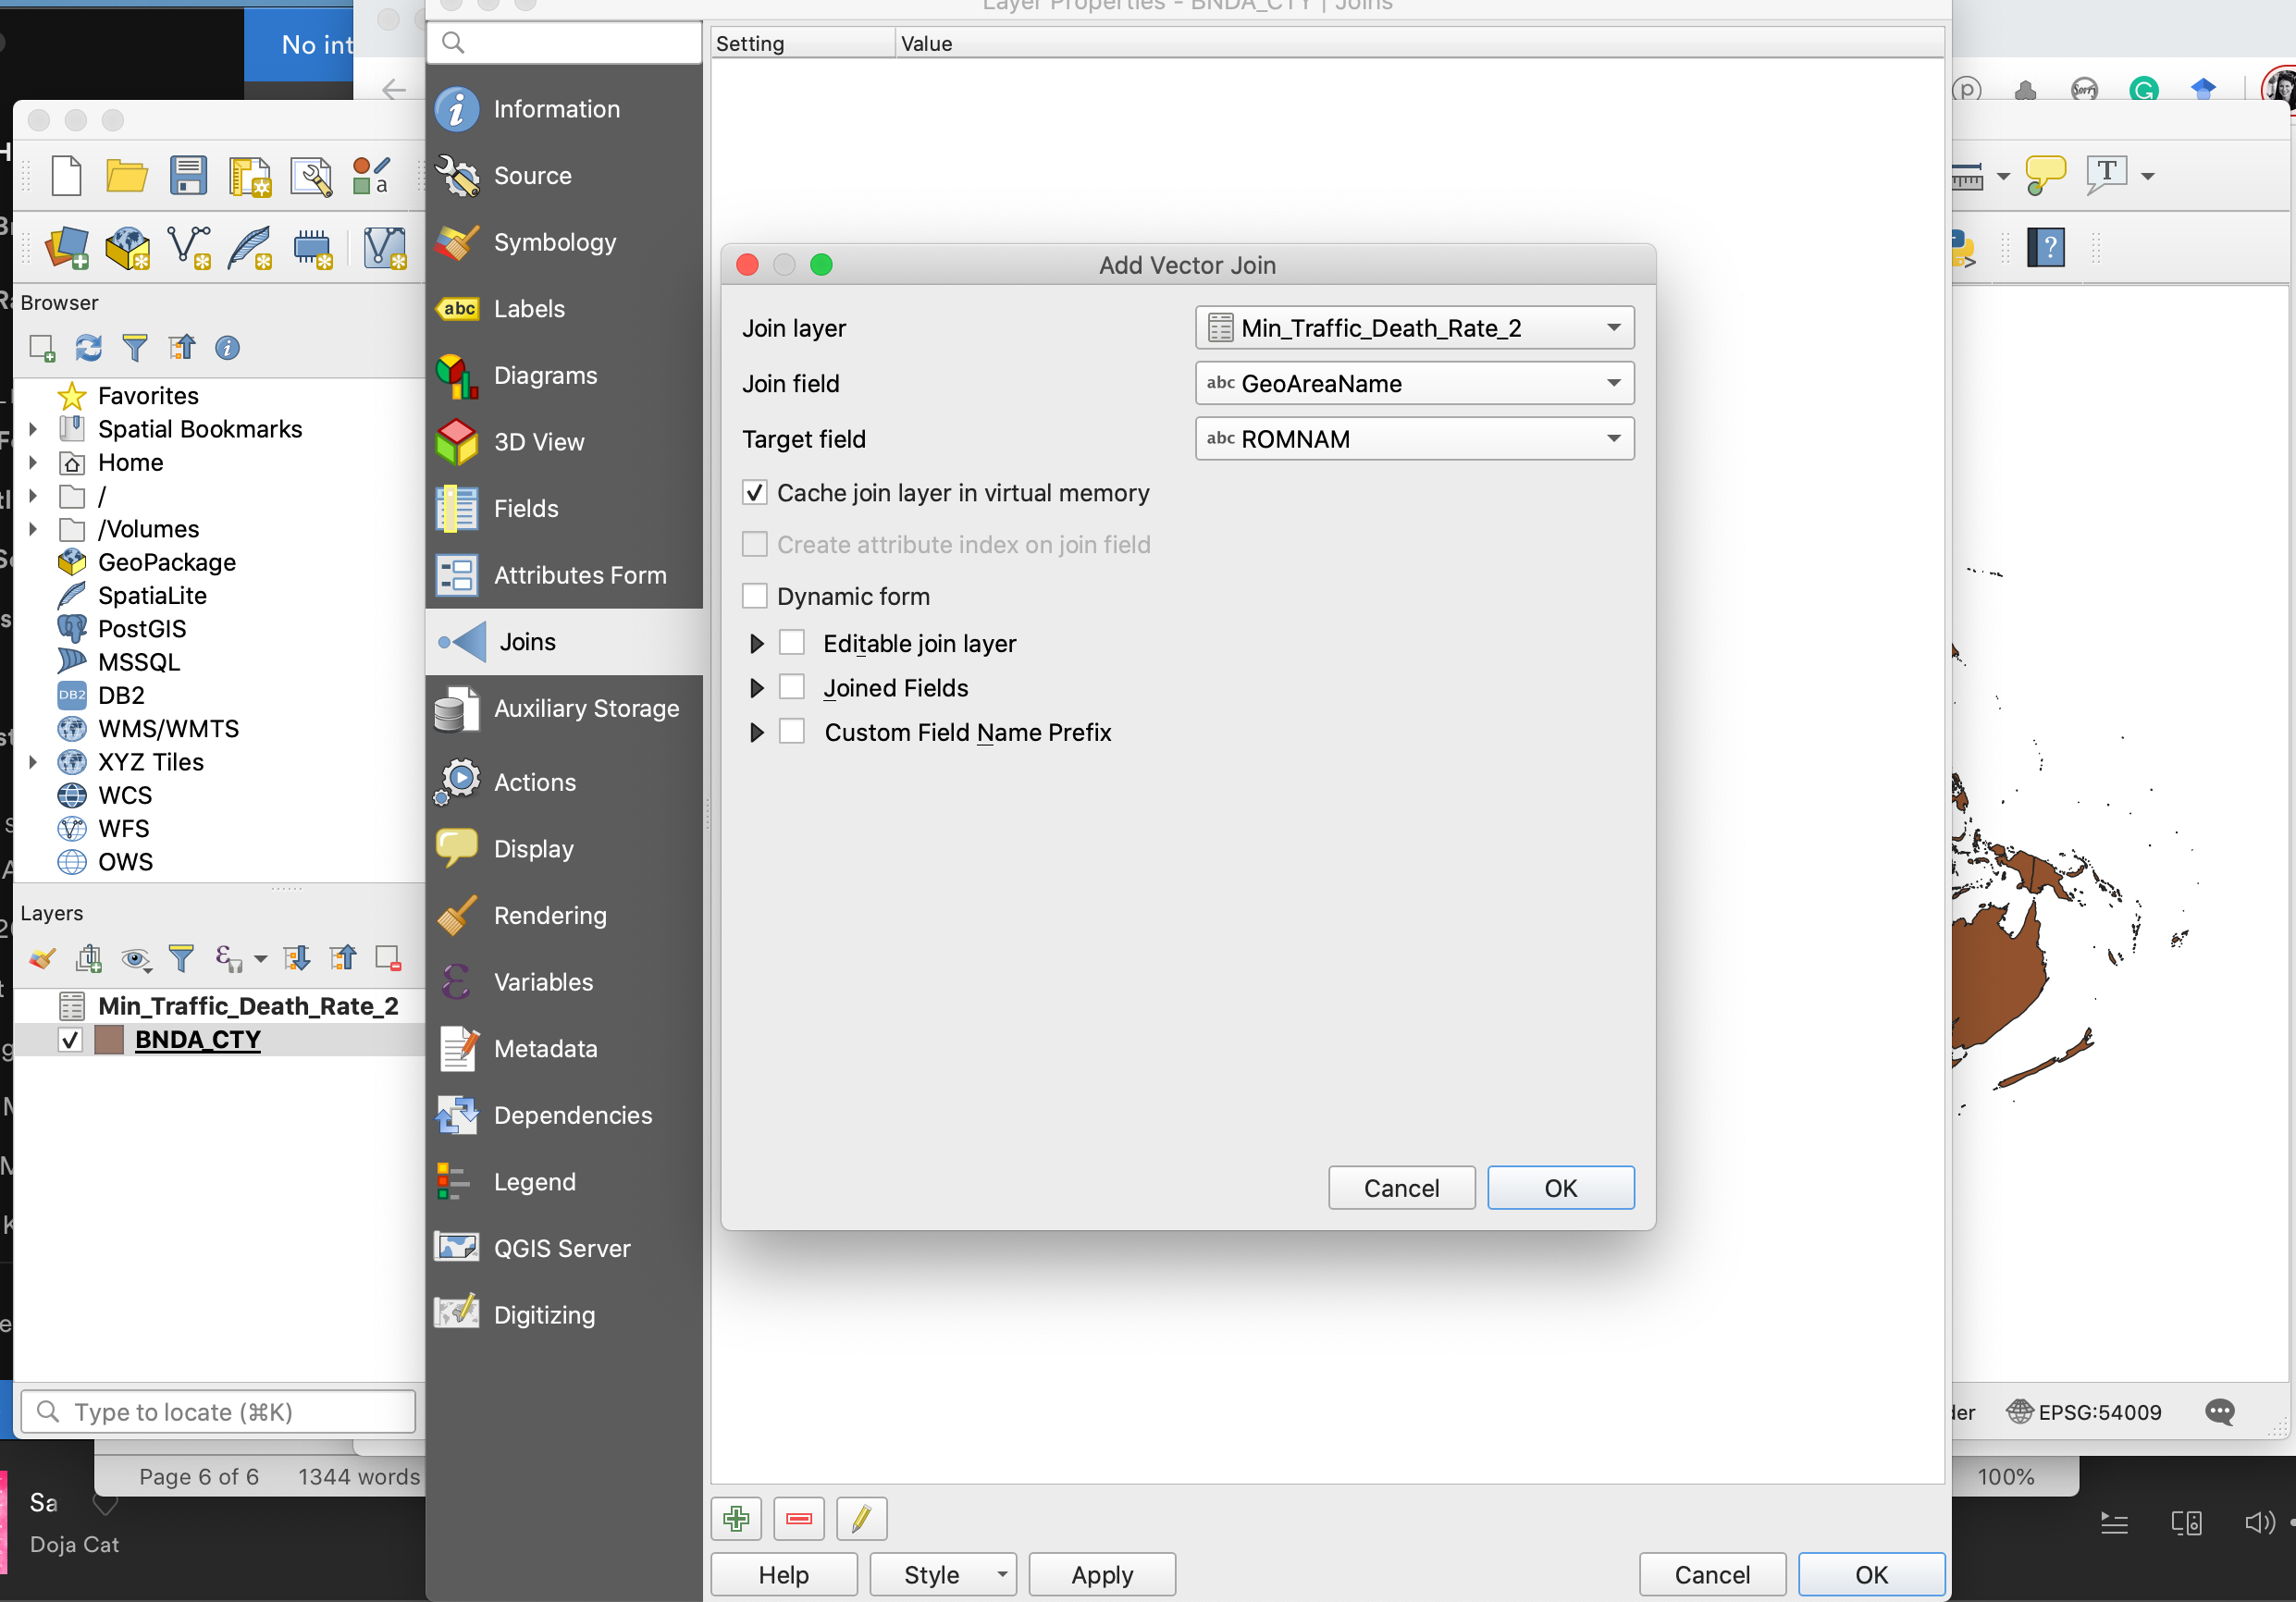 Layer Properties - BNDA_CTY | Joins
No int
Setting
Value
Information
Source
Symbology
Labels
Diagrams
3D View
Fields
Attributes Form
Joins
Auxiliary Storage
Actions
Display
Rendering
Variables
Metadata
Dependencies
Legend
QGIS Server
Digitizing
Browser
Favorites
Spatial Bookmarks
Home
/
/Volumes
GeoPackage
SpatiaLite
PostGIS
MSSQL
DB2
WMS/WMTS
XYZ Tiles
WCS
WFS
OWS
Layers
Min_Traffic_Death_Rate_2
BNDA_CTY
Type to locate (⌘K)
Add Vector Join
Join layer
Min_Traffic_Death_Rate_2
Join field
abc GeoAreaName
Target field
abc ROMNAM
Cache join layer in virtual memory
Create attribute index on join field
Dynamic form
Editable join layer
Joined Fields
Custom Field Name Prefix
Cancel
OK
Help
Style
Apply
Cancel
OK
EPSG:54009
Page 6 of 6
1344 words
100%
Sa
Doja Cat